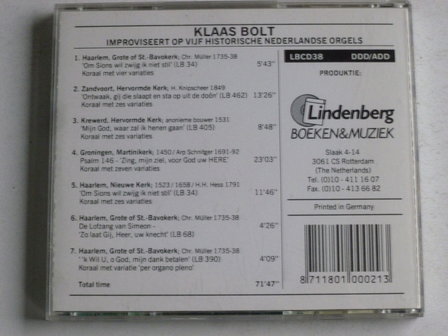 KLAAS BOLT
IMPROVISEERT OP VIJF HISTORISCHE NEDERLANDSE ORGELS
1. Haarlem, Grote of St.-Bavokerk; Chr. Müller 1735-38
'Om Sions wil zwijg ik niet stil' (LB 34) 5'43"
Koraal met vier variaties
2. Zandvoort, Hervormde Kerk; H. Knipscheer 1849
'Ontwaak, gij die slaapt en sta op uit de doôn' (LB 462) 13'26"
Koraal met zes variaties
3. Krewerd, Hervormde Kerk; anonieme bouwer 1531
'Mijn God, waar zal ik henen gaan' (LB 405) 8'48"
Koraal met zes variaties
4. Groningen, Martinikerk; 1450/Arp Schnitger 1691-92
Psalm 146 - 'Zing, mijn ziel, voor God uw HERE' 23'03"
Koraal met zeven variaties
5. Haarlem, Nieuwe Kerk; 1523/1658/H.H. Hess 1791
'Om Sions wil zwijg ik niet stil' (LB 34) 11'46"
Koraal met zeven variaties
6. Haarlem, Grote of St.-Bavokerk; Chr. Müller 1735-38
De Lofzang van Simeon - 4'26"
'Zo laat Gij, Heer, uw knecht' (LB 68)
7. Haarlem, Grote of St.-Bavokerk; Chr. Müller 1735-38
''k Wil U, o God, mijn dank betalen' (LB 390) 4'09"
Koraal met variatie 'per organo pleno'
Total time 71'47"
LBCD38 DDD/ADD
PRODUKTIE:
Lindenberg
BOEKEN&MUZIEK
Slaak 4-14
3061 CS Rotterdam
(The Netherlands)
Tel. (0)10 - 411 16 07
Fax. (0)10 - 413 66 82
Printed in Germany
8 711801 000213